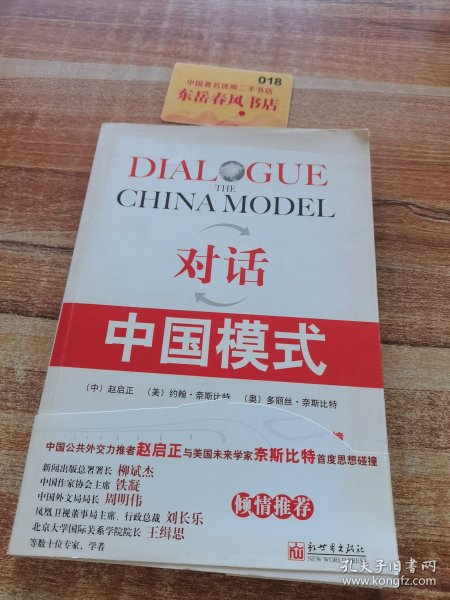 中国著名优质二手书店
018
东岳春风书店
DIALOGUE
THE
CHINA MODEL
对话
中国模式
（中）赵启正 （美）约翰·奈斯比特 （奥）多丽丝·奈斯比特
中国公共外交力推者赵启正与美国未来学家奈斯比特首度思想碰撞
新闻出版总署署长 柳斌杰
中国作家协会主席 铁凝
中国外文局局长 周明伟
凤凰卫视董事局主席、行政总裁 刘长乐
北京大学国际关系学院院长 王缉思
等数十位专家、学者
倾情推荐
新世界出版社
NEW WORLD PRESS
孔夫子旧书网
www.kongfz.com